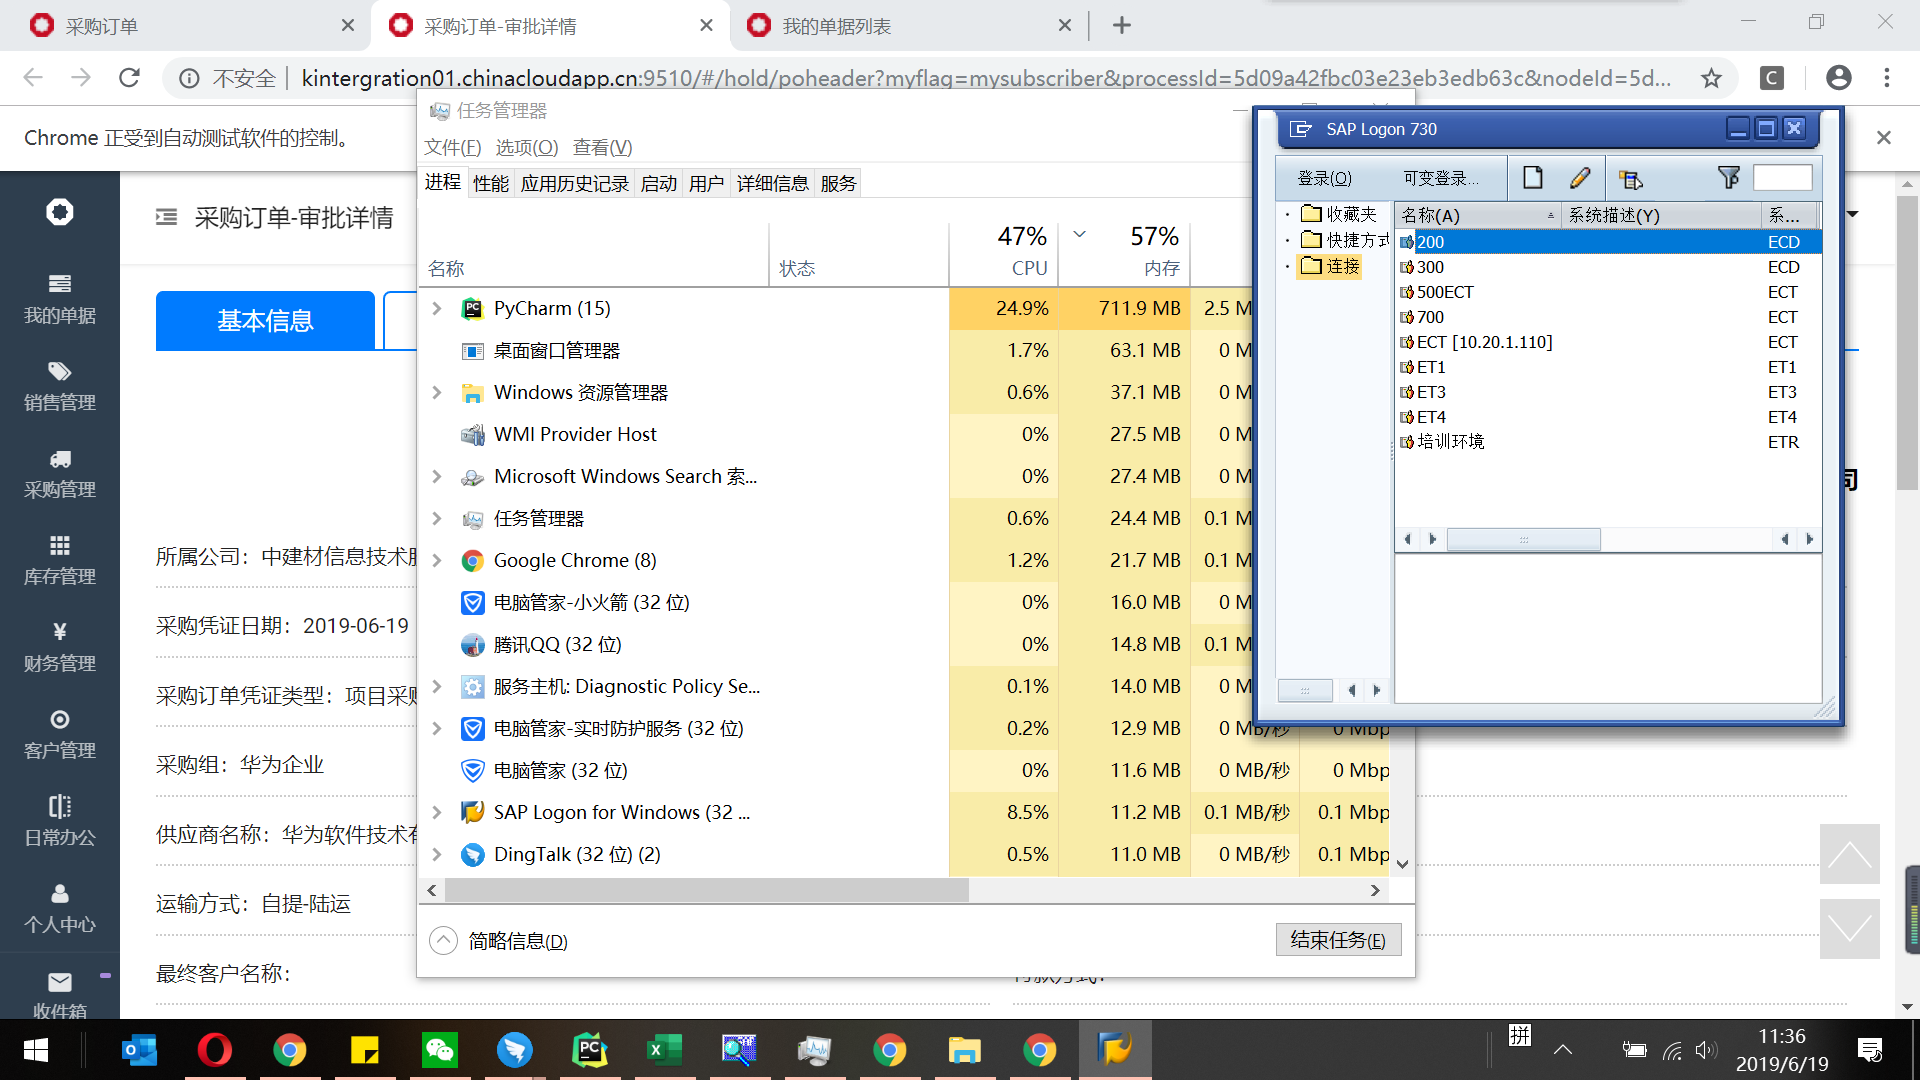 采购订单
采购订单-审批详情
我的单据列表
不安全
kintergration01.chinacloudapp.cn:9510/#/hold/poheader?myflag=mysubscriber&processId=5d09a42fbc03e23eb3edb63c&nodeId=5d...
Chrome 正受到自动测试软件的控制。
采购订单-审批详情
基本信息
我的单据
销售管理
采购管理
库存管理
财务管理
客户管理
日常办公
个人中心
收件箱
所属公司：中建材信息技术
采购凭证日期：2019-06-19
采购订单凭证类型：项目采
采购组：华为企业
供应商名称：华为软件技术
运输方式：自提-陆运
最终客户名称：
任务管理器
文件(F) 选项(O) 查看(V)
进程 性能 应用历史记录 启动 用户 详细信息 服务
47% 57%
名称 状态 CPU 内存
PyCharm (15) 24.9% 711.9 MB 2.5 M
桌面窗口管理器 1.7% 63.1 MB 0 M
Windows 资源管理器 0.6% 37.1 MB 0 M
WMI Provider Host 0% 27.5 MB 0 M
Microsoft Windows Search 索... 0% 27.4 MB 0 M
任务管理器 0.6% 24.4 MB 0.1 M
Google Chrome (8) 1.2% 21.7 MB 0.1 M
电脑管家-小火箭 (32 位) 0% 16.0 MB 0 M
腾讯QQ (32 位) 0% 14.8 MB 0.1 M
服务主机: Diagnostic Policy Se... 0.1% 14.0 MB 0 M
电脑管家-实时防护服务 (32 位) 0.2% 12.9 MB 0 MB/秒 0 Mbp
电脑管家 (32 位) 0% 11.6 MB 0 MB/秒 0 Mbp
SAP Logon for Windows (32 ... 8.5% 11.2 MB 0.1 MB/秒 0.1 Mbp
DingTalk (32 位) (2) 0.5% 11.0 MB 0 MB/秒 0.1 Mbp
简略信息(D)
结束任务(E)
SAP Logon 730
登录(O) 可变登录...
收藏夹
快捷方式
连接
名称(A) 系统描述(Y) 系...
200 ECD
300 ECD
500ECT ECT
700 ECT
ECT [10.20.1.110] ECT
ET1 ET1
ET3 ET3
ET4 ET4
培训环境 ETR
拼
11:36
2019/6/19